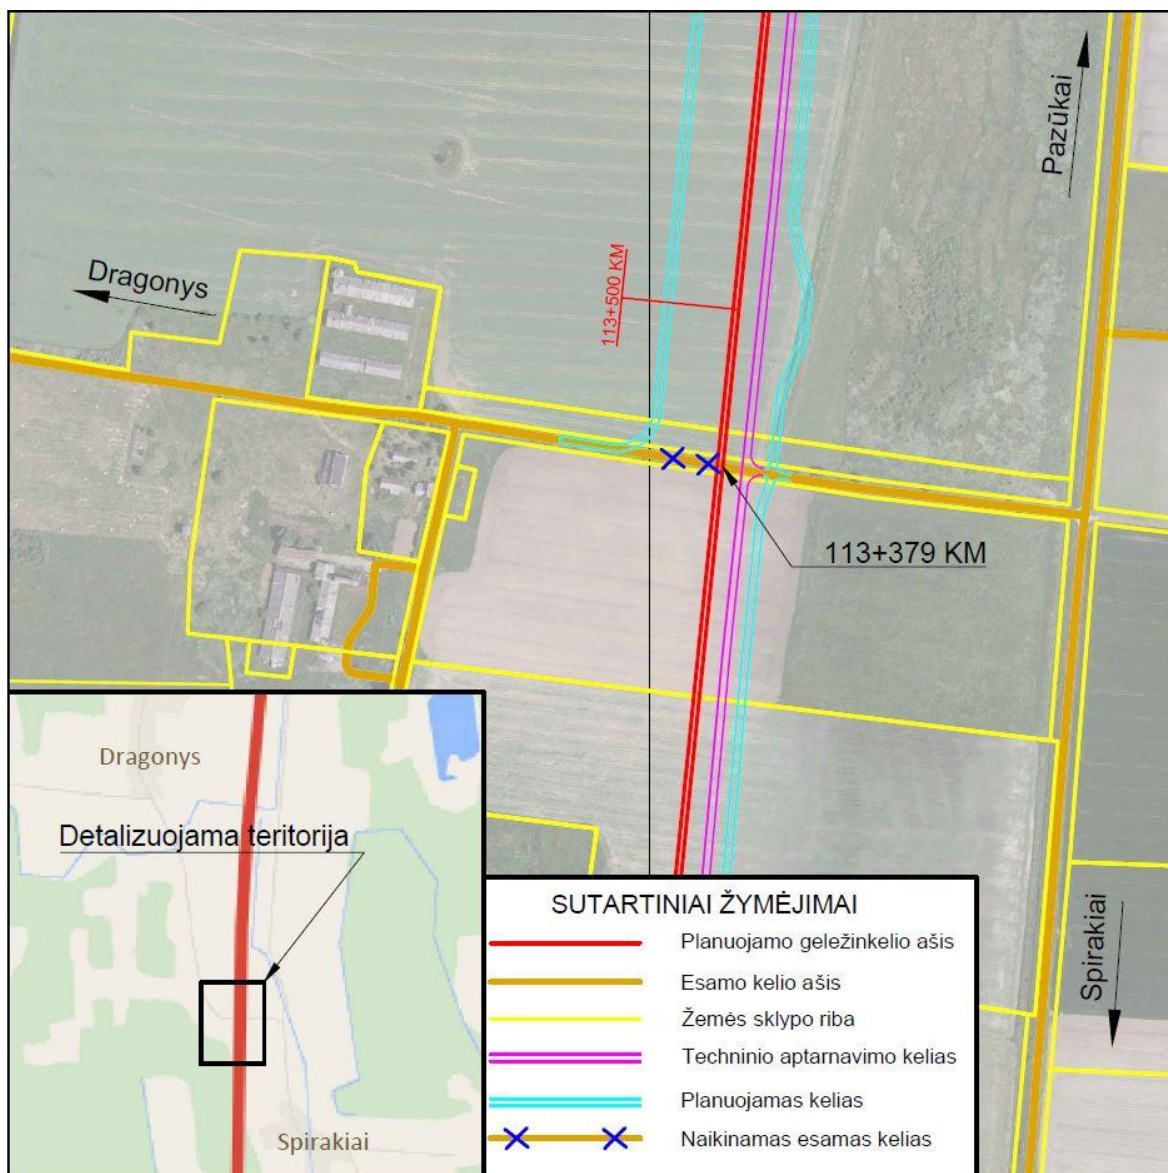 Pazūkai
Dragonys
113+500 KM
113+379 KM
Dragonys
Detalizuojama teritorija
Spirakiai
Spirakiai
SUTARTINIAI ŽYMĖJIMAI
Planuojamo geležinkelio ašis
Esamo kelio ašis
Žemės sklypo riba
Techninio aptarnavimo kelias
Planuojamas kelias
Naikinamas esamas kelias